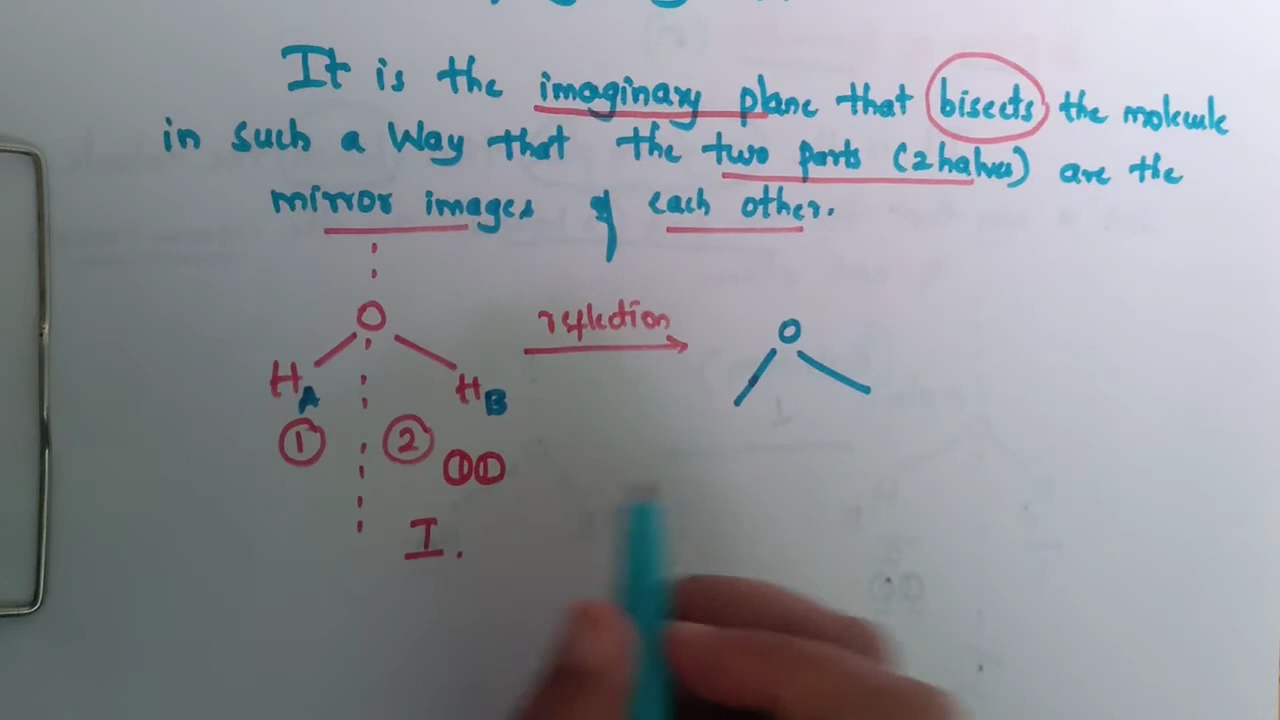 It is the imaginary plane that bisects the molecule
in such a Way that the two parts (2 halves) are the
mirror images of each other.
O
reflection
O
H A
H B
1
2
I.